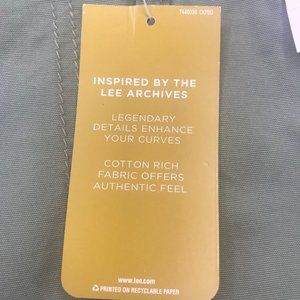 INSPIRED BY THE
LEE ARCHIVES
LEGENDARY
DETAILS ENHANCE
YOUR CURVES
COTTON RICH
FABRIC OFFERS
AUTHENTIC FEEL
www.lee.com
PRINTED ON RECYCLABLE PAPER